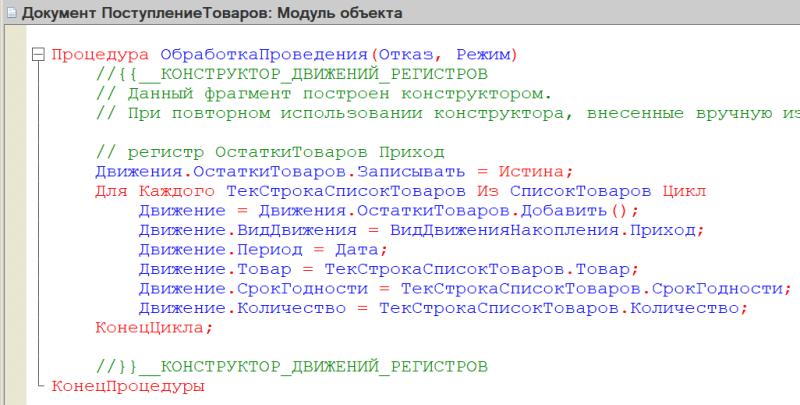 Документ ПоступлениеТоваров: Модуль объекта
Процедура ОбработкаПроведения(Отказ, Режим)
//{{__КОНСТРУКТОР_ДВИЖЕНИЙ_РЕГИСТРОВ
// Данный фрагмент построен конструктором.
// При повторном использовании конструктора, внесенные вручную из
// регистр ОстаткиТоваров Приход
Движения.ОстаткиТоваров.Записывать = Истина;
Для Каждого ТекСтрокаСписокТоваров Из СписокТоваров Цикл
Движение = Движения.ОстаткиТоваров.Добавить();
Движение.ВидДвижения = ВидДвиженияНакопления.Приход;
Движение.Период = Дата;
Движение.Товар = ТекСтрокаСписокТоваров.Товар;
Движение.СрокГодности = ТекСтрокаСписокТоваров.СрокГодности;
Движение.Количество = ТекСтрокаСписокТоваров.Количество;
КонецЦикла;
//}}__КОНСТРУКТОР_ДВИЖЕНИЙ_РЕГИСТРОВ
КонецПроцедуры